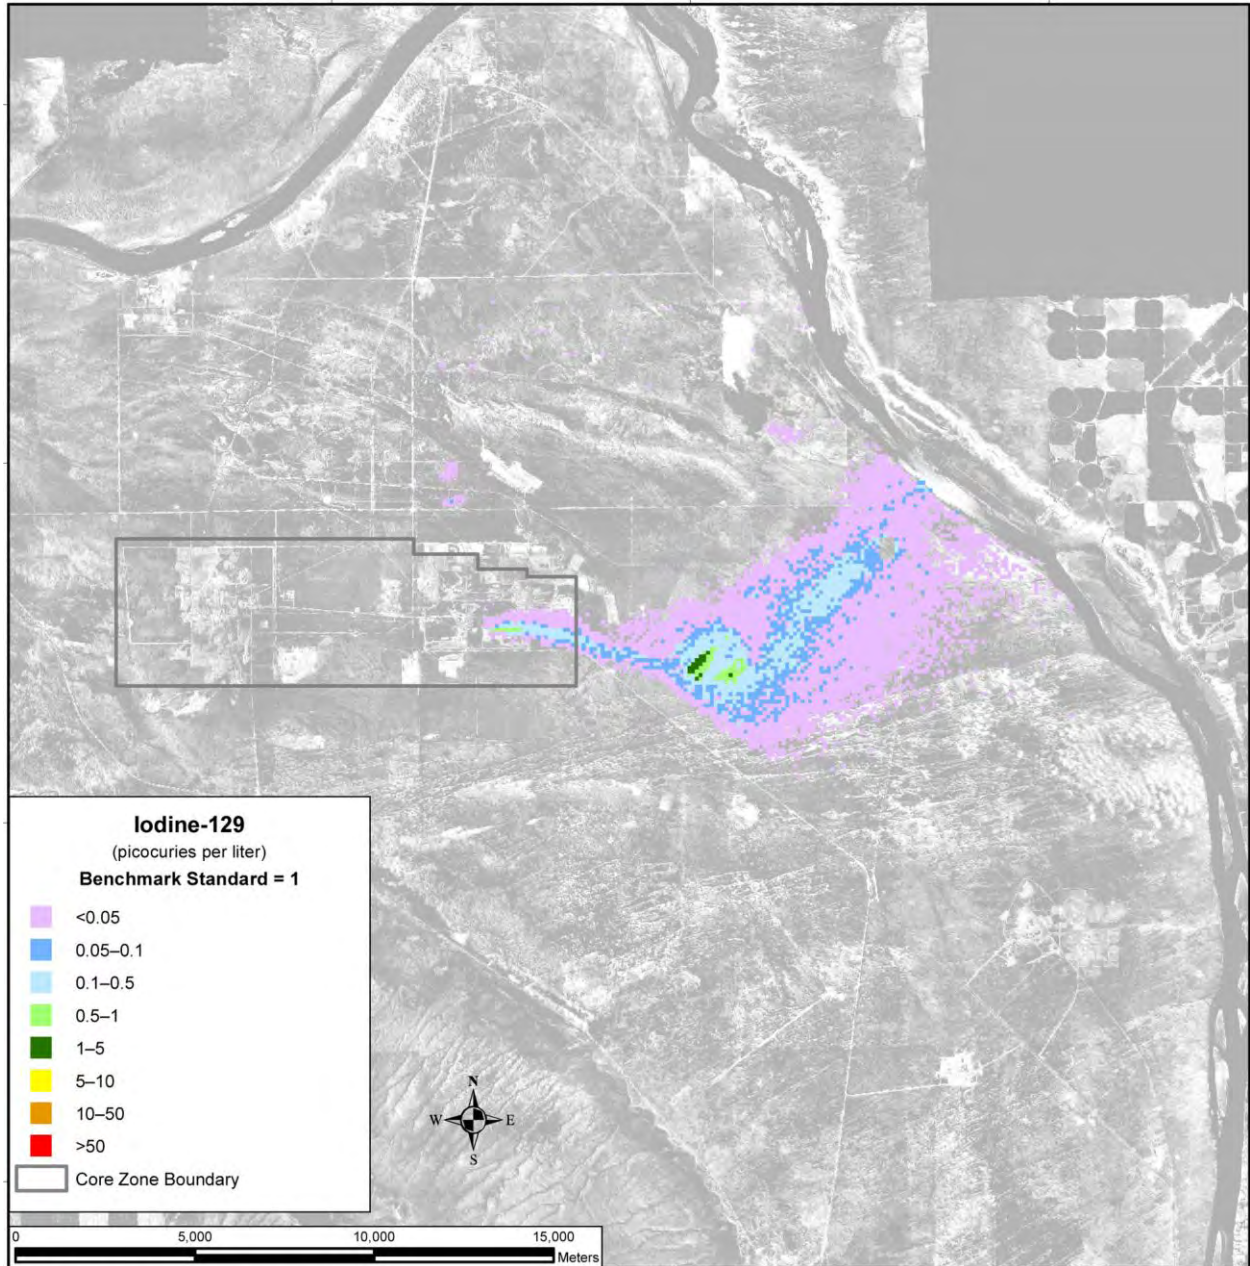 Iodine-129
(picocuries per liter)
Benchmark Standard = 1
<0.05
0.05–0.1
0.1–0.5
0.5–1
1–5
5–10
10–50
>50
Core Zone Boundary
N
W E
S
0 5,000 10,000 15,000
Meters